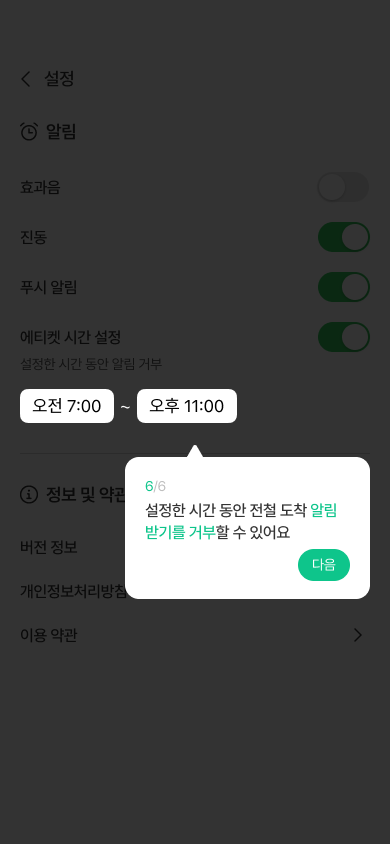 설정
알림
효과음
진동
푸시 알림
에티켓 시간 설정
설정한 시간 동안 알림 거부
오전 7:00 ~ 오후 11:00
6/6
설정한 시간 동안 전철 도착 알림
받기를 거부할 수 있어요
다음
정보 및 약관
버전 정보
개인정보처리방침
이용 약관